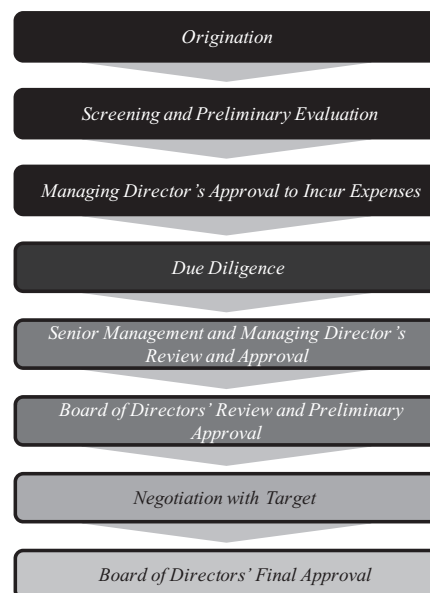 Origination
Screening and Preliminary Evaluation
Managing Director's Approval to Incur Expenses
Due Diligence
Senior Management and Managing Director's
Review and Approval
Board of Directors' Review and Preliminary
Approval
Negotiation with Target
Board of Directors' Final Approval